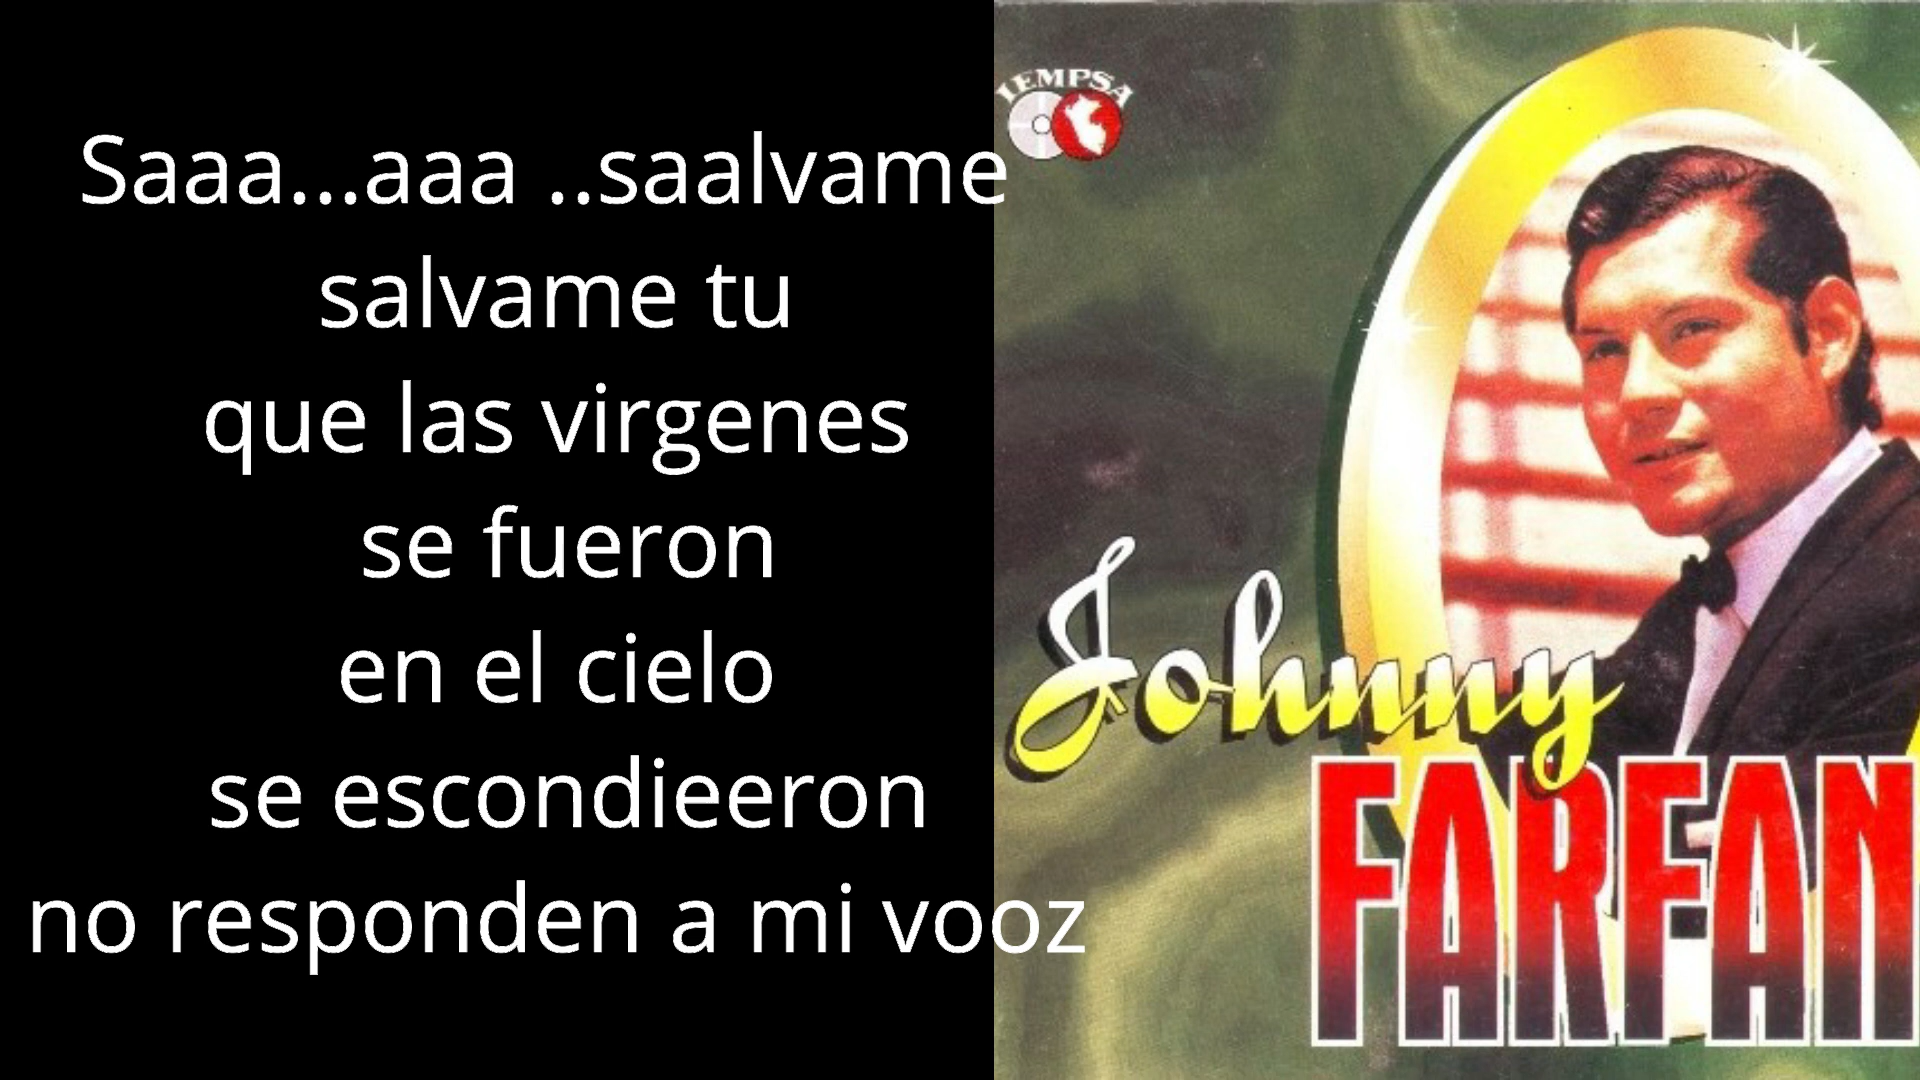 Saaa...aaa ..saalvame
salvame tu
que las virgenes
se fueron
en el cielo
se escondieeron
no responden a mi vooz
IEMPSA
Johnny
FARFAN